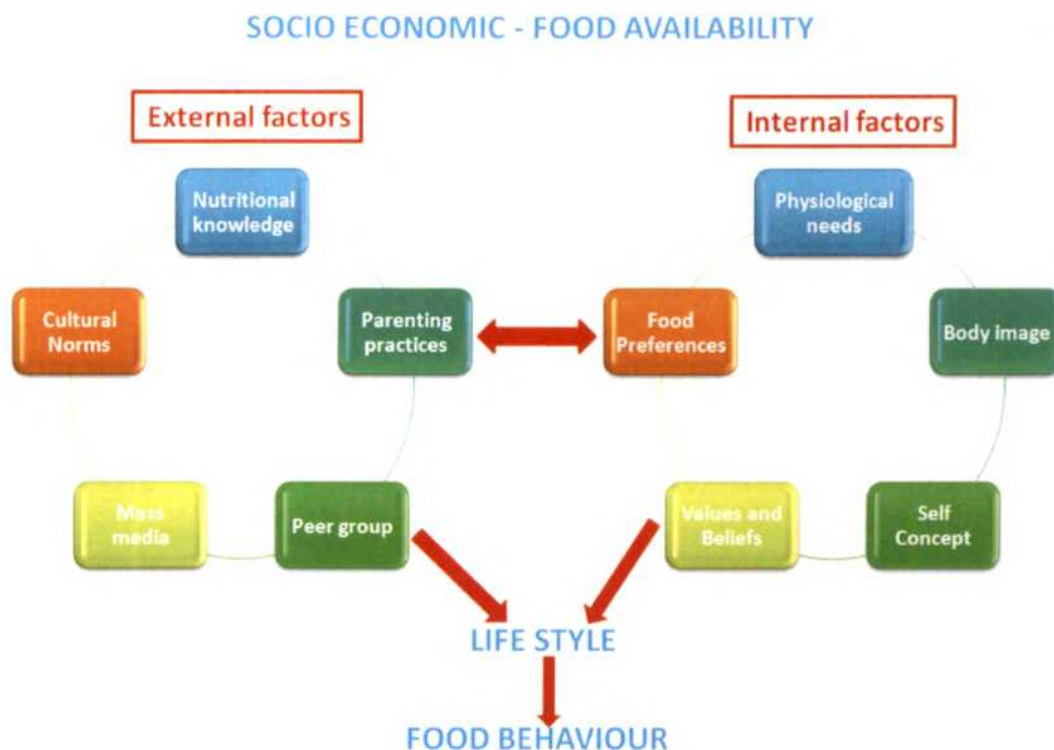 SOCIO ECONOMIC - FOOD AVAILABILITY
External factors
Internal factors
Nutritional
knowledge
Physiological
needs
Cultural
Norms
Parenting
practices
Food
Preferences
Body image
Mass
media
Peer group
Values and
Beliefs
Self
Concept
LIFE STYLE
FOOD BEHAVIOUR